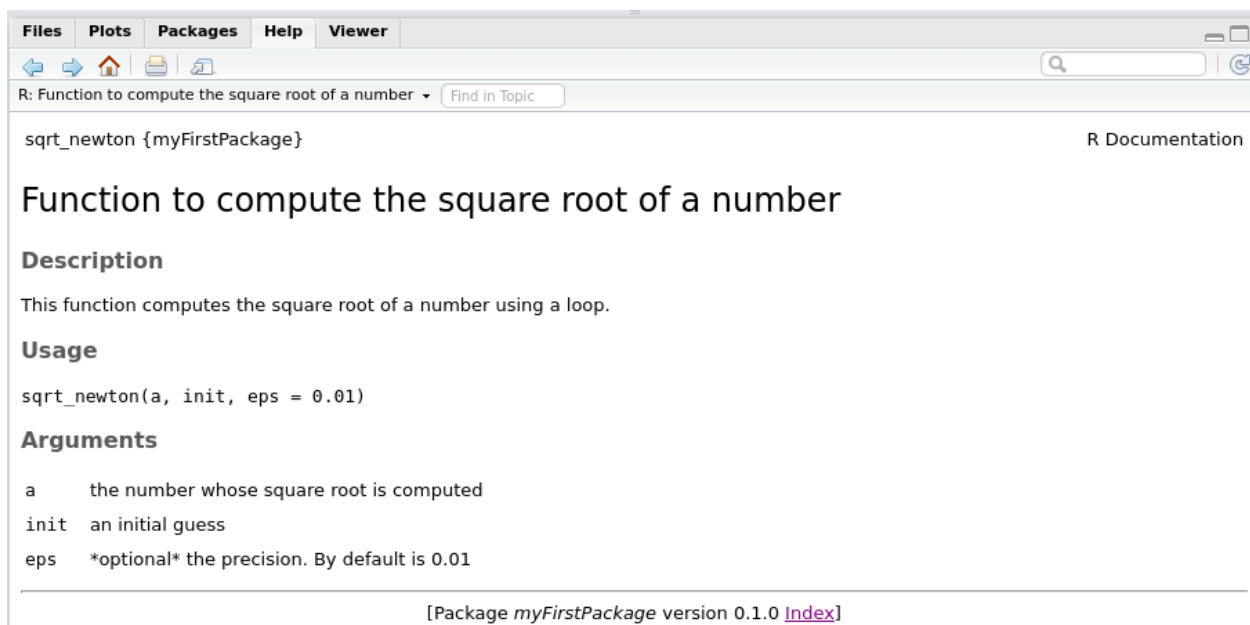 Files Plots Packages Help Viewer
R: Function to compute the square root of a number Find in Topic
sqrt_newton {myFirstPackage} R Documentation
Function to compute the square root of a number
Description
This function computes the square root of a number using a loop.
Usage
sqrt_newton(a, init, eps = 0.01)
Arguments
a the number whose square root is computed
init an initial guess
eps *optional* the precision. By default is 0.01
[Package myFirstPackage version 0.1.0 Index]